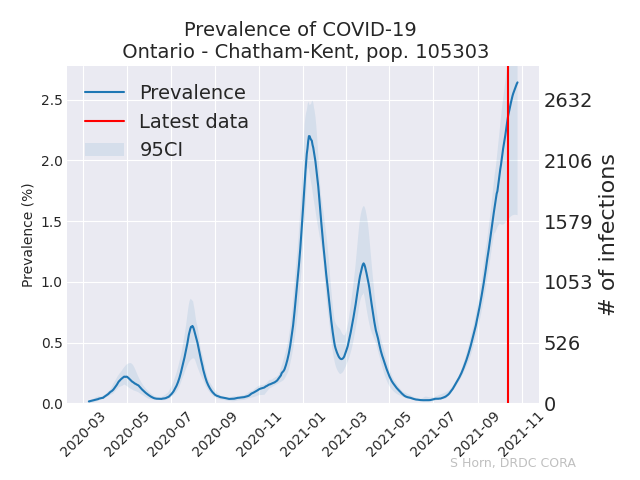 Prevalence of COVID-19
Ontario - Chatham-Kent, pop. 105303
Prevalence
Latest data
95CI
Prevalence (%)
2.5
2.0
1.5
1.0
0.5
0.0
2632
2106
1579
1053
526
0
# of infections
2020-03
2020-05
2020-07
2020-09
2020-11
2021-01
2021-03
2021-05
2021-07
2021-09
2021-11
S Horn, DRDC CORA